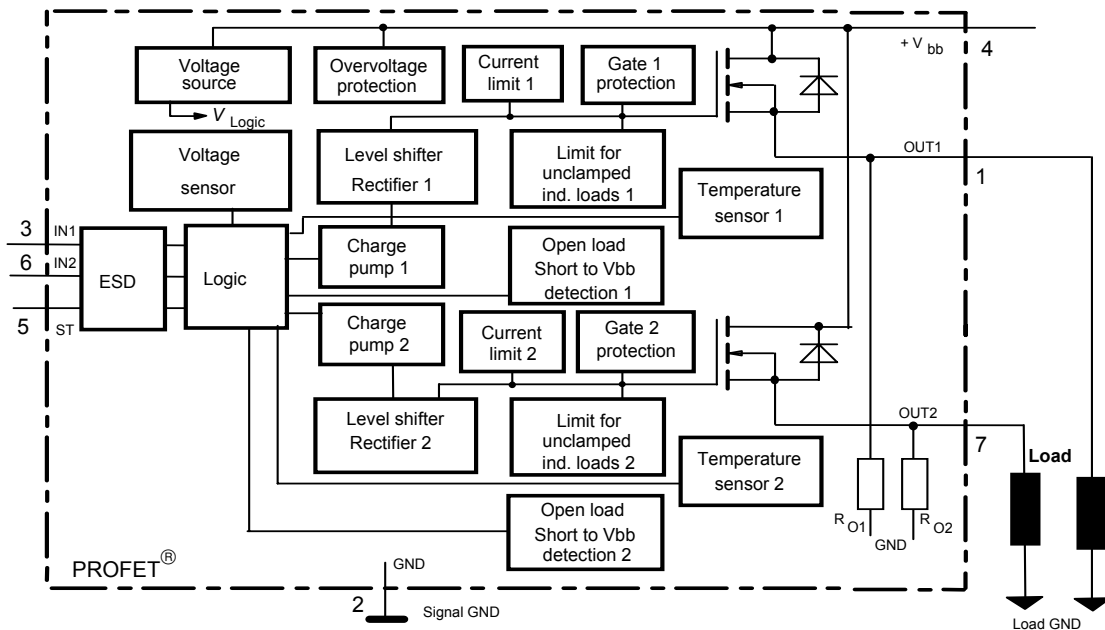 + V bb
4
Voltage
source
Overvoltage
protection
Current
limit 1
Gate 1
protection
V Logic
Voltage
sensor
Level shifter
Rectifier 1
Limit for
unclamped
ind. loads 1
OUT1
1
Temperature
sensor 1
3
IN1
6
IN2
5
ST
ESD
Logic
Charge
pump 1
Open load
Short to Vbb
detection 1
Charge
pump 2
Current
limit 2
Gate 2
protection
Level shifter
Rectifier 2
Limit for
unclamped
ind. loads 2
OUT2
7
Load
Temperature
sensor 2
R O1
R O2
GND
Open load
Short to Vbb
detection 2
PROFET®
GND
2
Signal GND
Load GND